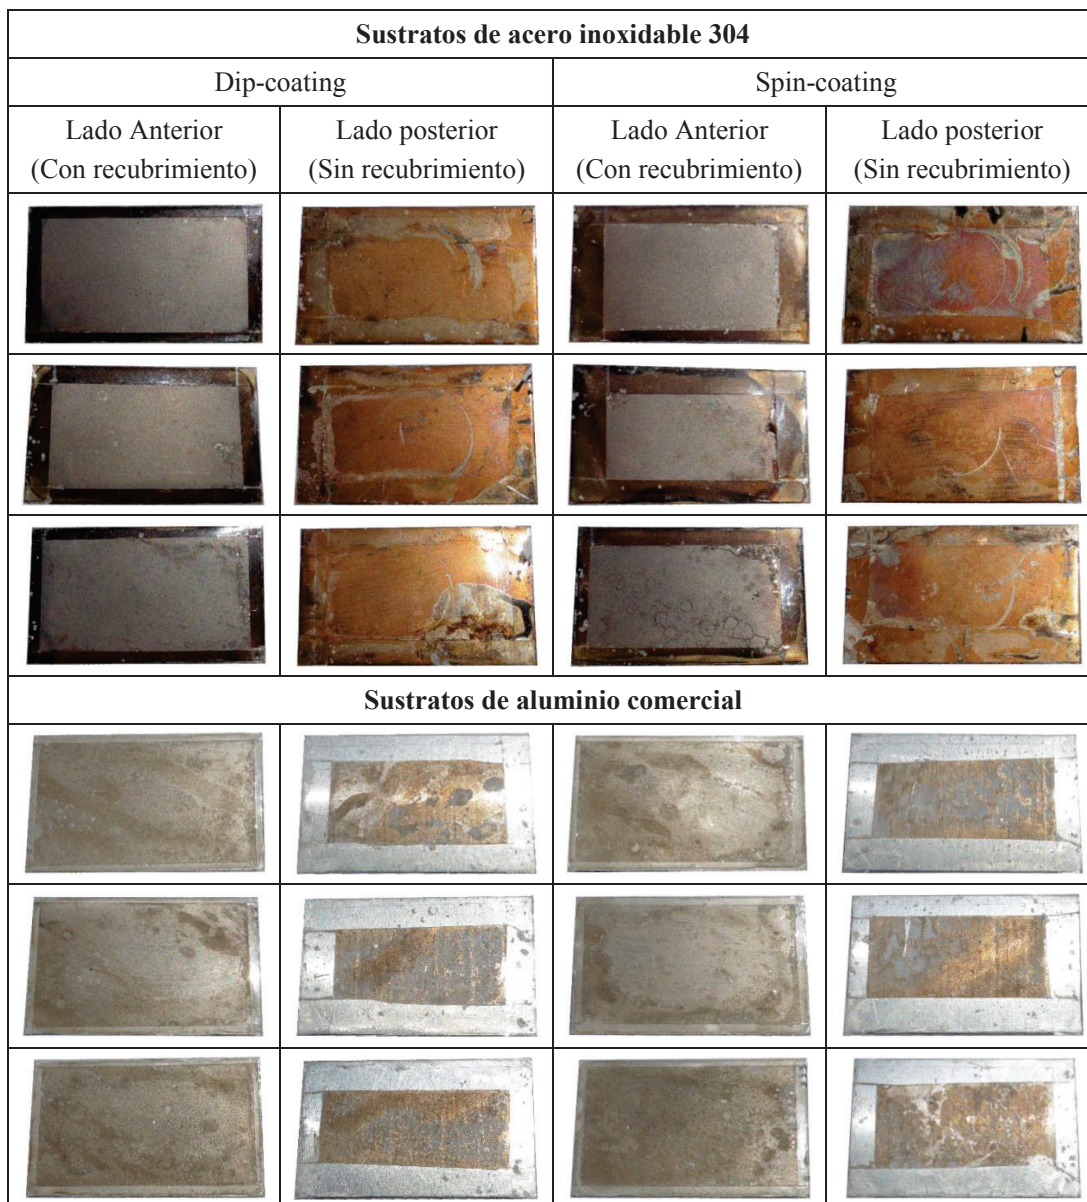 Sustratos de acero inoxidable 304
Dip-coating
Spin-coating
Lado Anterior
(Con recubrimiento)
Lado posterior
(Sin recubrimiento)
Lado Anterior
(Con recubrimiento)
Lado posterior
(Sin recubrimiento)
Sustratos de aluminio comercial